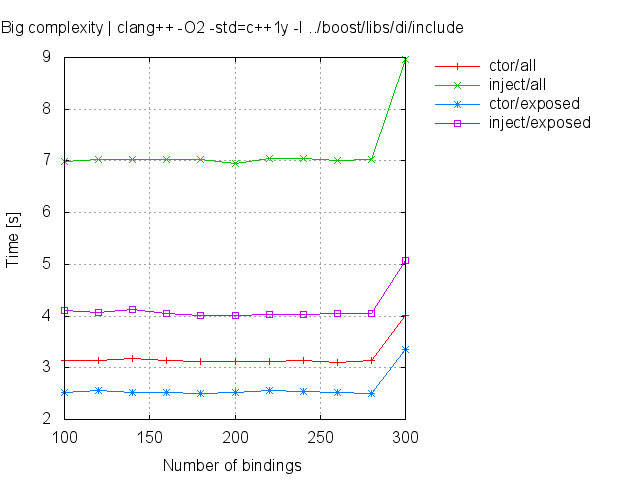 Big complexity | clang++ -O2 -std=c++1y -I ../boost/libs/di/include
9
8
7
6
5
4
3
2
Time [s]
100 150 200 250 300
Number of bindings
ctor/all
inject/all
ctor/exposed
inject/exposed